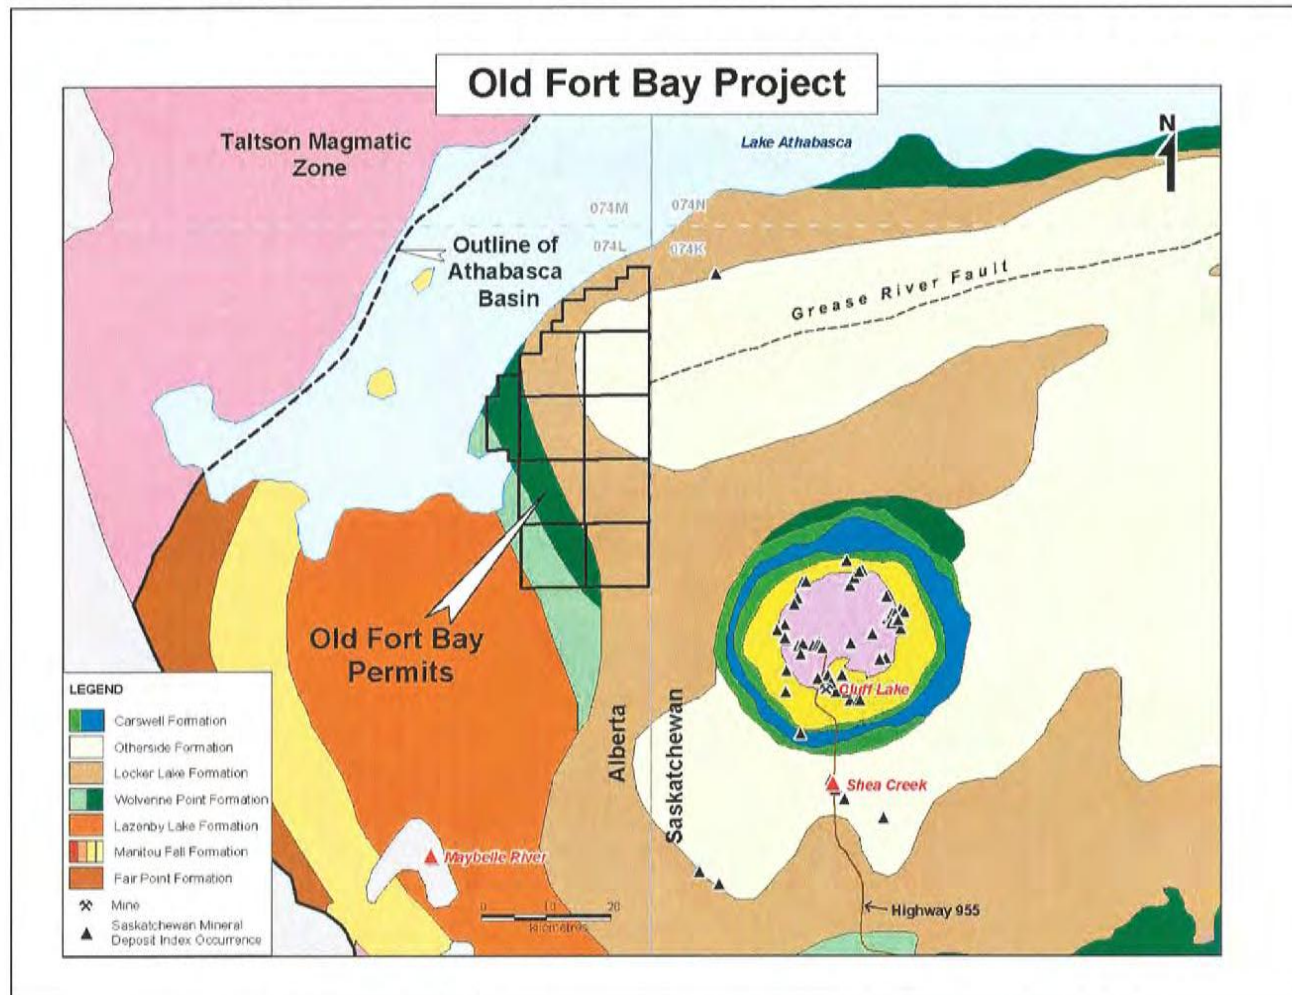 Old Fort Bay Project
Taltson Magmatic
Zone
Lake Athabasca
N
074M
074N
074L
074K
Outline of
Athabasca
Basin
Grease River Fault
Old Fort Bay
Permits
Cluff Lake
Alberta
Saskatchewan
Shea Creek
Maybelle River
Highway 955
0 10 20
kilometres
LEGEND
Carswell Formation
Otherside Formation
Locker Lake Formation
Wolverine Point Formation
Lazenby Lake Formation
Manitou Fall Formation
Fair Point Formation
Mine
Saskatchewan Mineral
Deposit Index Occurrence